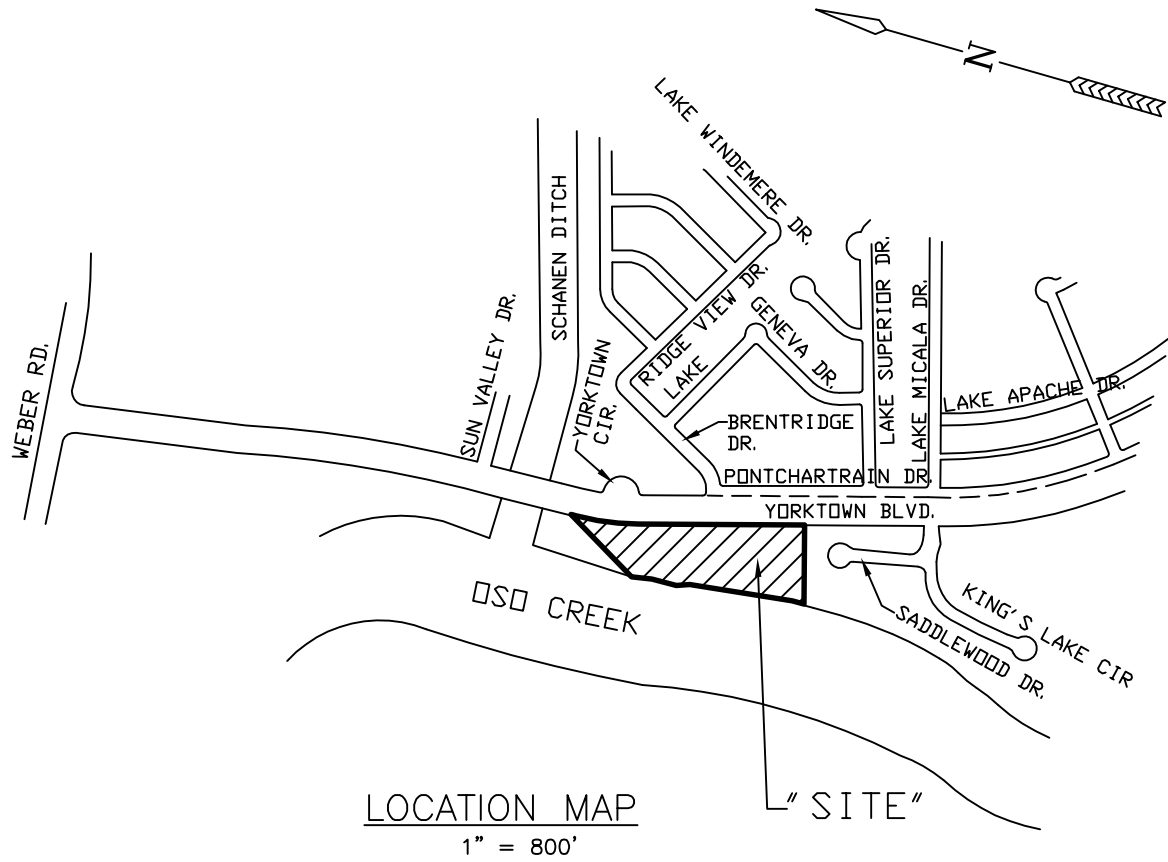 N
LAKE WINDEMERE DR.
SCHANEN DITCH
RIDGE VIEW DR.
LAKE
GENEVA DR.
LAKE SUPERIOR DR.
LAKE MICALA DR.
LAKE APACHE DR.
WEBER RD.
SUN VALLEY DR.
YORKTOWN
CIR.
BRENTRIDGE
DR.
PONTCHARTRAIN DR.
YORKTOWN BLVD.
OSO CREEK
KING'S LAKE CIR
SADDLEWOOD DR.
"SITE"
LOCATION MAP
1" = 800'